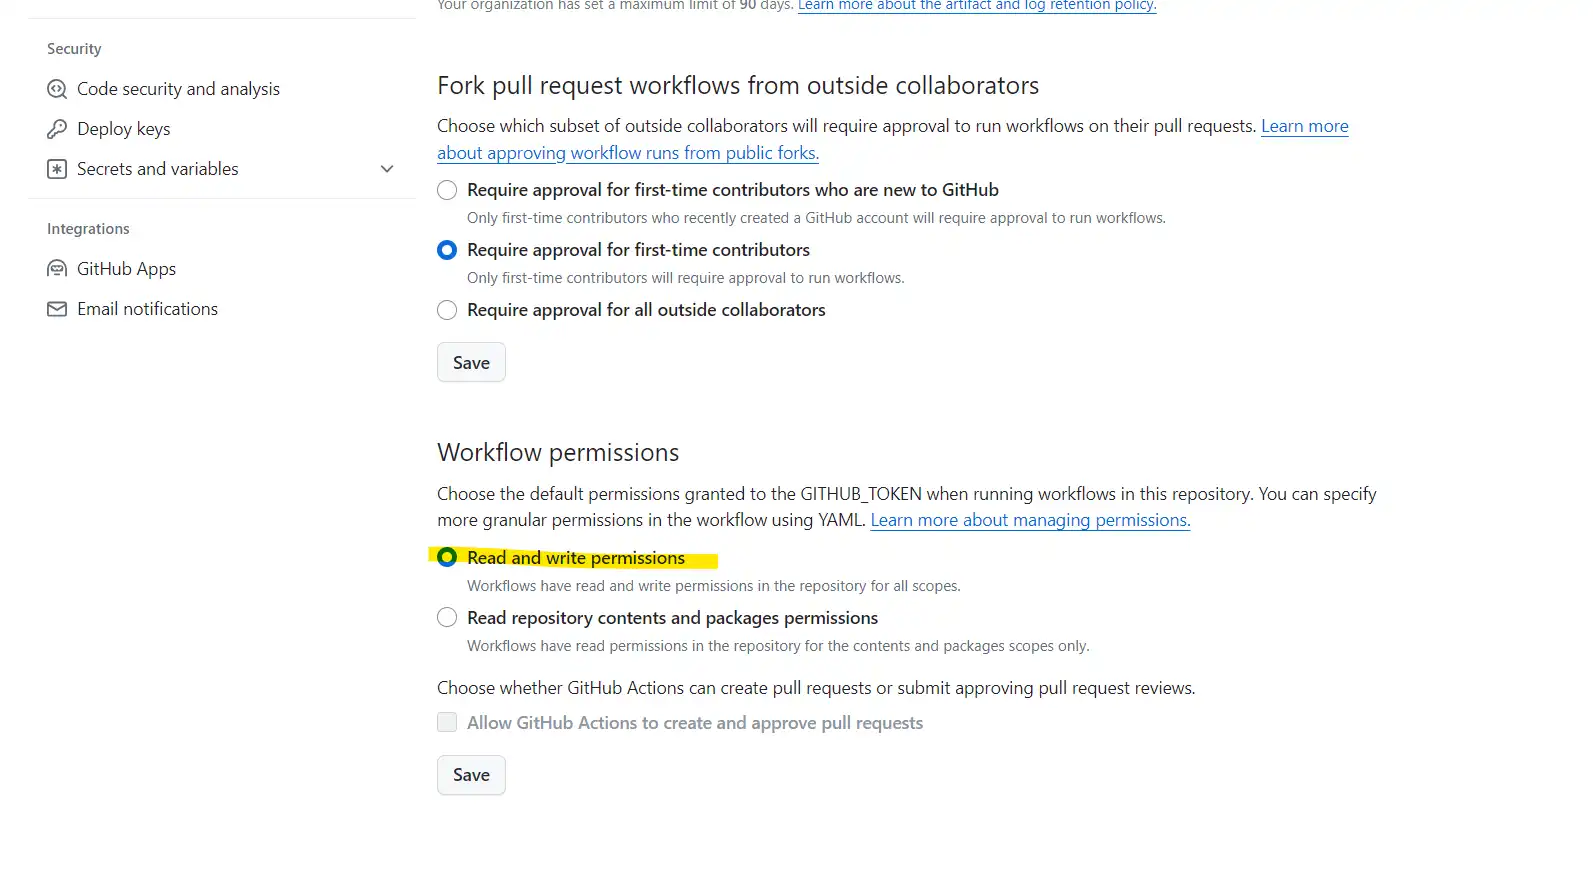 Your organization has set a maximum limit of 90 days. Learn more about the artifact and log retention policy.
Security
Code security and analysis
Deploy keys
Secrets and variables
Integrations
GitHub Apps
Email notifications
Fork pull request workflows from outside collaborators
Choose which subset of outside collaborators will require approval to run workflows on their pull requests. Learn more
about approving workflow runs from public forks.
Require approval for first-time contributors who are new to GitHub
Only first-time contributors who recently created a GitHub account will require approval to run workflows.
Require approval for first-time contributors
Only first-time contributors will require approval to run workflows.
Require approval for all outside collaborators
Save
Workflow permissions
Choose the default permissions granted to the GITHUB_TOKEN when running workflows in this repository. You can specify
more granular permissions in the workflow using YAML. Learn more about managing permissions.
Read and write permissions
Workflows have read and write permissions in the repository for all scopes.
Read repository contents and packages permissions
Workflows have read permissions in the repository for the contents and packages scopes only.
Choose whether GitHub Actions can create pull requests or submit approving pull request reviews.
Allow GitHub Actions to create and approve pull requests
Save